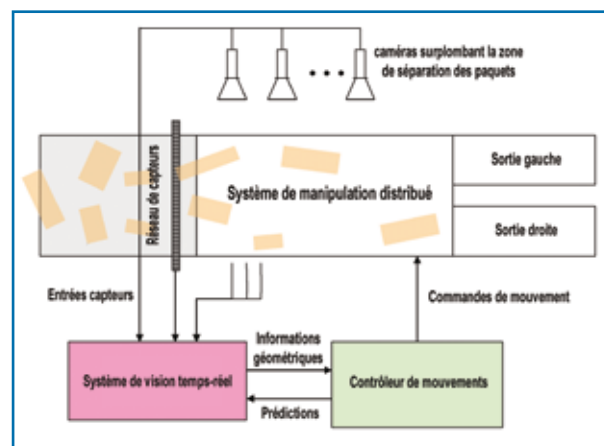 caméras surplombant la zone
de séparation des paquets
Réseau de capteurs
Système de manipulation distribué
Sortie gauche
Sortie droite
Entrées capteurs
Commandes de mouvement
Informations
géométriques
Système de vision temps-réel
Contrôleur de mouvements
Prédictions